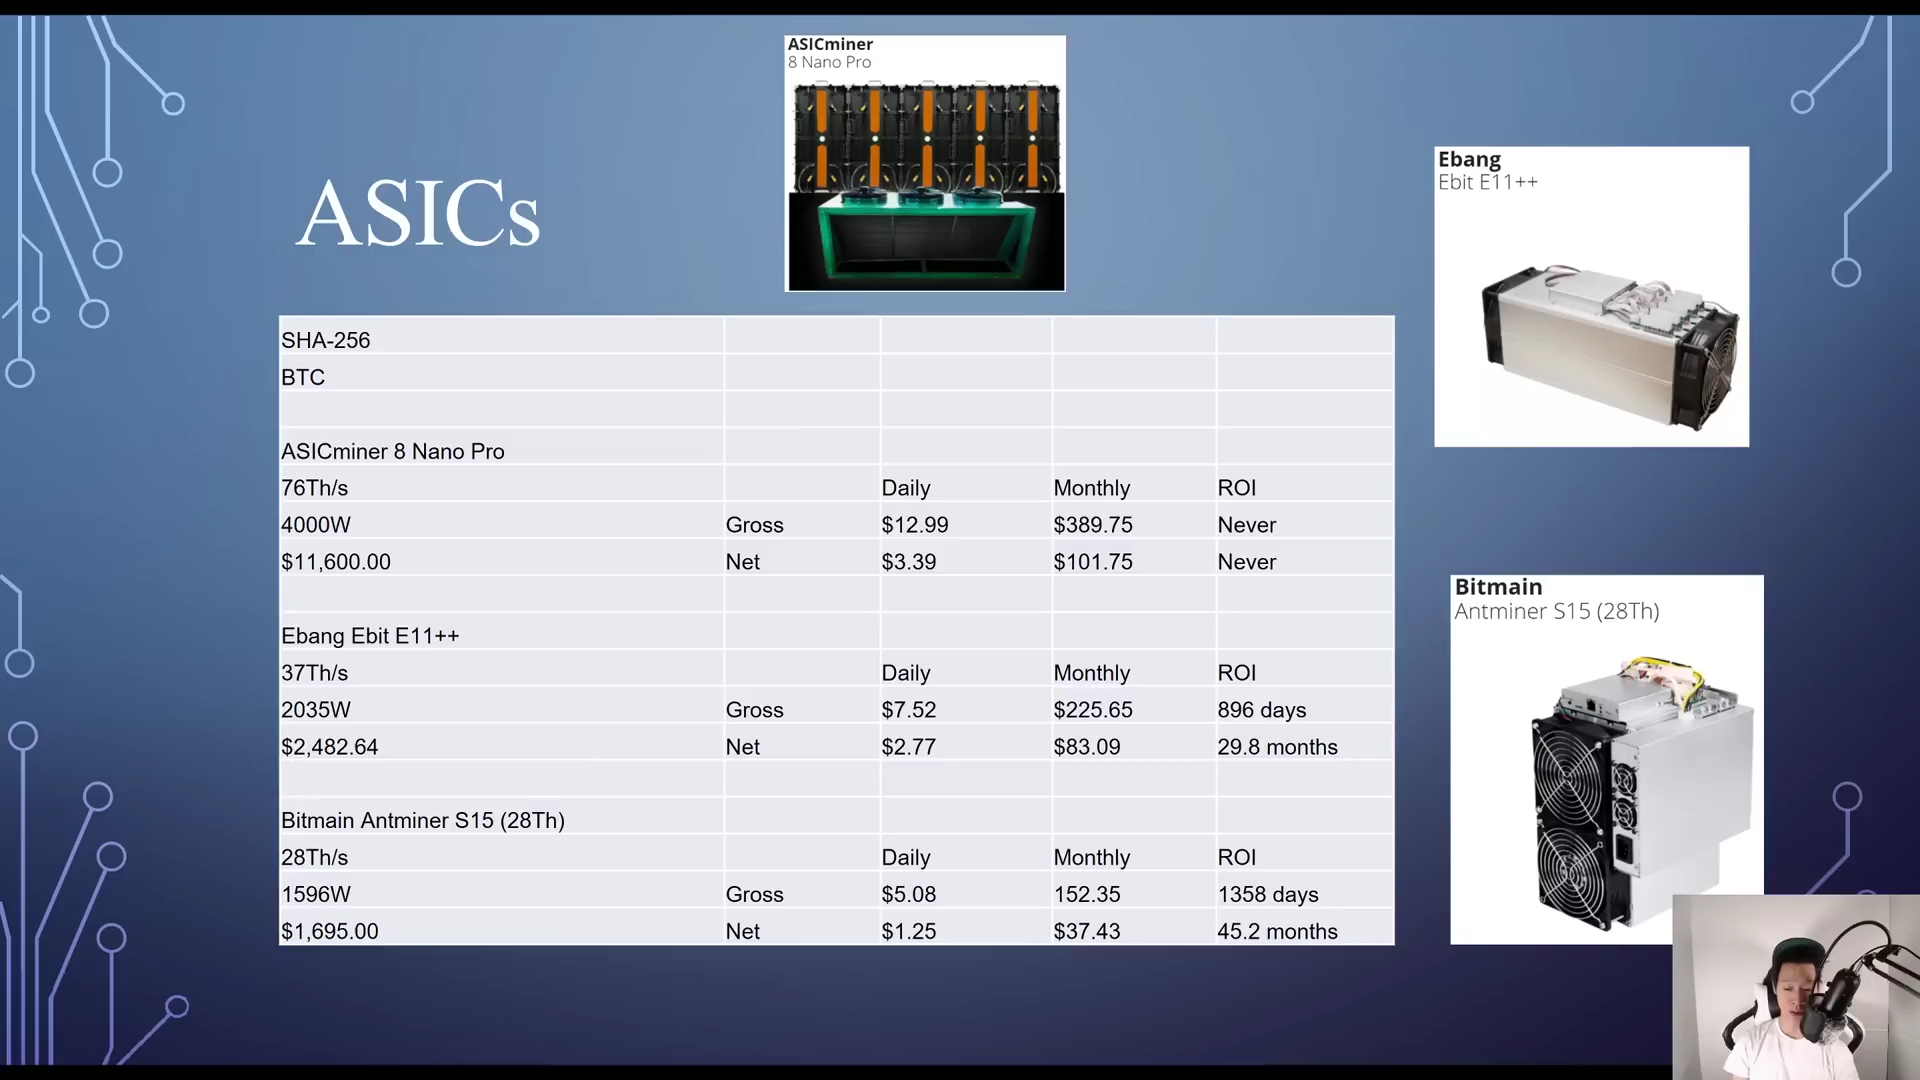 ASICminer
8 Nano Pro
Ebang
Ebit E11++
ASICs
SHA-256
BTC
ASICminer 8 Nano Pro
76Th/s Daily Monthly ROI
4000W Gross $12.99 $389.75 Never
$11,600.00 Net $3.39 $101.75 Never
Ebang Ebit E11++
37Th/s Daily Monthly ROI
2035W Gross $7.52 $225.65 896 days
$2,482.64 Net $2.77 $83.09 29.8 months
Bitmain Antminer S15 (28Th)
28Th/s Daily Monthly ROI
1596W Gross $5.08 152.35 1358 days
$1,695.00 Net $1.25 $37.43 45.2 months
Bitmain
Antminer S15 (28Th)